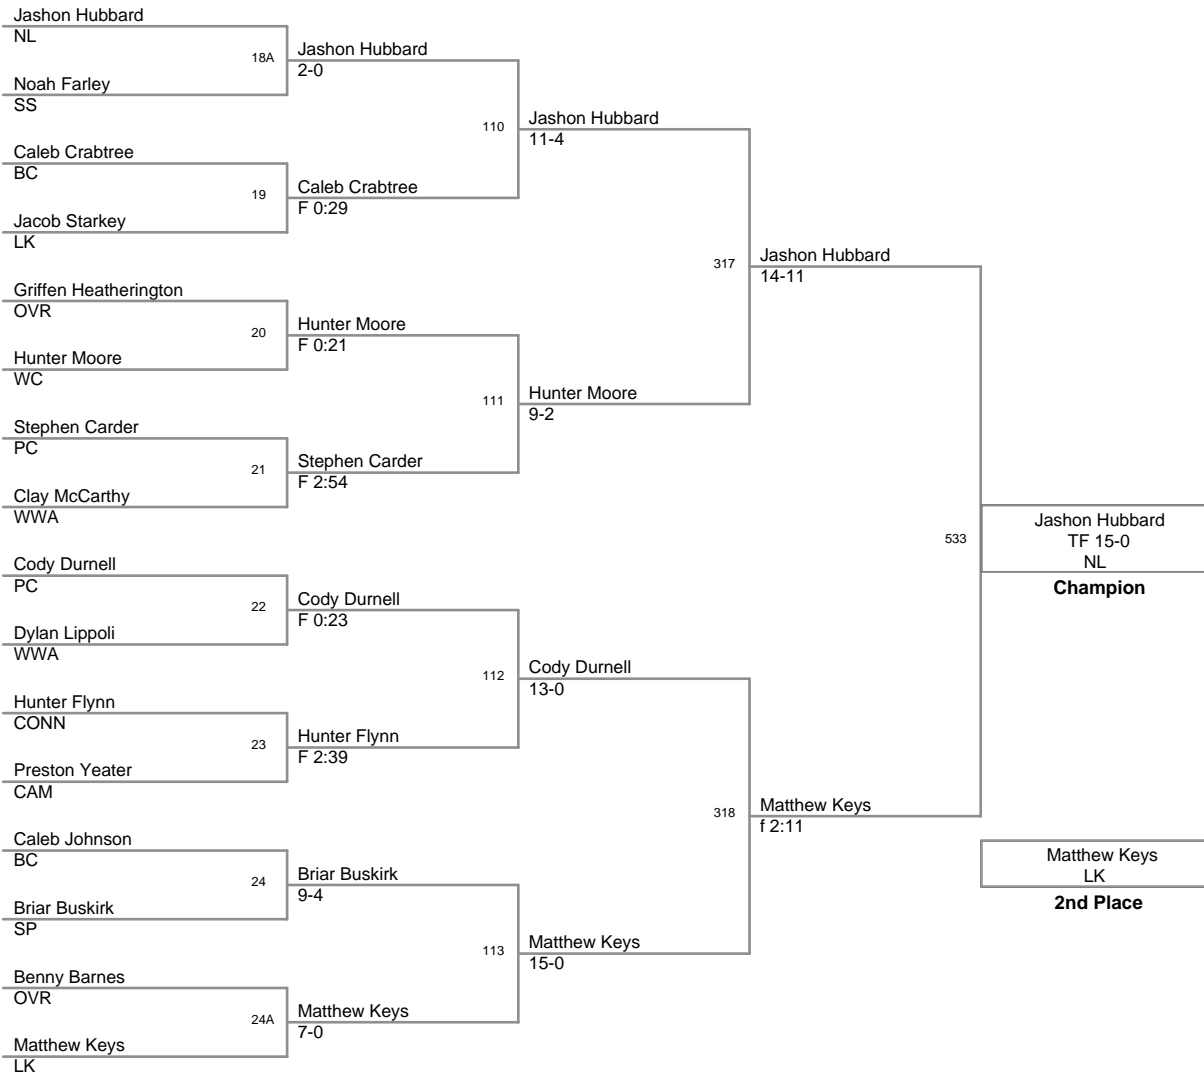 Jashon Hubbard
NL
18A
Jashon Hubbard
2-0
Noah Farley
SS
110
Jashon Hubbard
11-4
Caleb Crabtree
BC
19
Caleb Crabtree
F 0:29
Jacob Starkey
LK
317
Jashon Hubbard
14-11
Griffen Heatherington
OVR
20
Hunter Moore
F 0:21
Hunter Moore
WC
111
Hunter Moore
9-2
Stephen Carder
PC
21
Stephen Carder
F 2:54
Clay McCarthy
WWA
533
Jashon Hubbard
TF 15-0
NL
Champion
Cody Durnell
PC
22
Cody Durnell
F 0:23
Dylan Lippoli
WWA
112
Cody Durnell
13-0
Hunter Flynn
CONN
23
Hunter Flynn
F 2:39
Preston Yeater
CAM
318
Matthew Keys
f 2:11
Caleb Johnson
BC
24
Briar Buskirk
9-4
Briar Buskirk
SP
Matthew Keys
LK
2nd Place
113
Matthew Keys
15-0
Benny Barnes
OVR
24A
Matthew Keys
7-0
Matthew Keys
LK